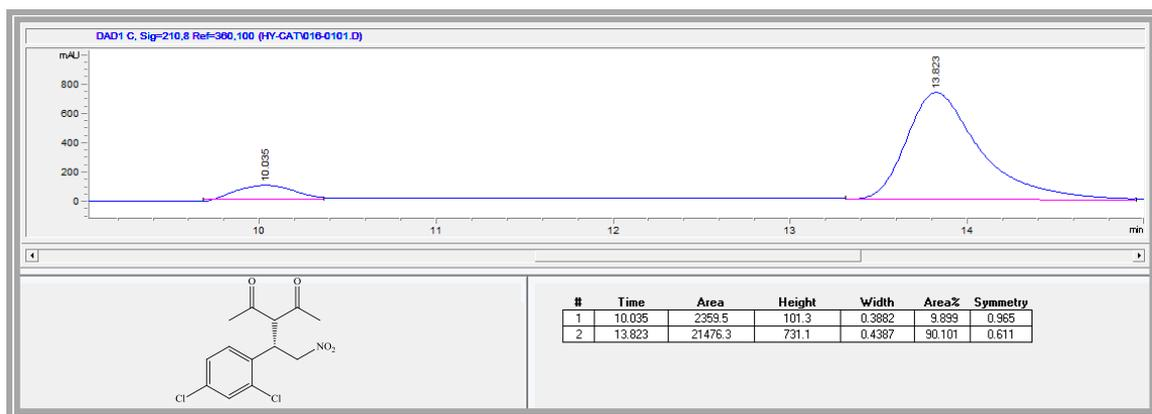 DAD1 C, Sig=210,8 Ref=360,100 (HY-CAT\016-0101.D)
mAU
800
600
400
200
0
10.035
13.823
10 11 12 13 14 min
O O
NO2
Cl Cl
# Time Area Height Width Area% Symmetry
1 10.035 2359.5 101.3 0.3882 9.899 0.965
2 13.823 21476.3 731.1 0.4387 90.101 0.611